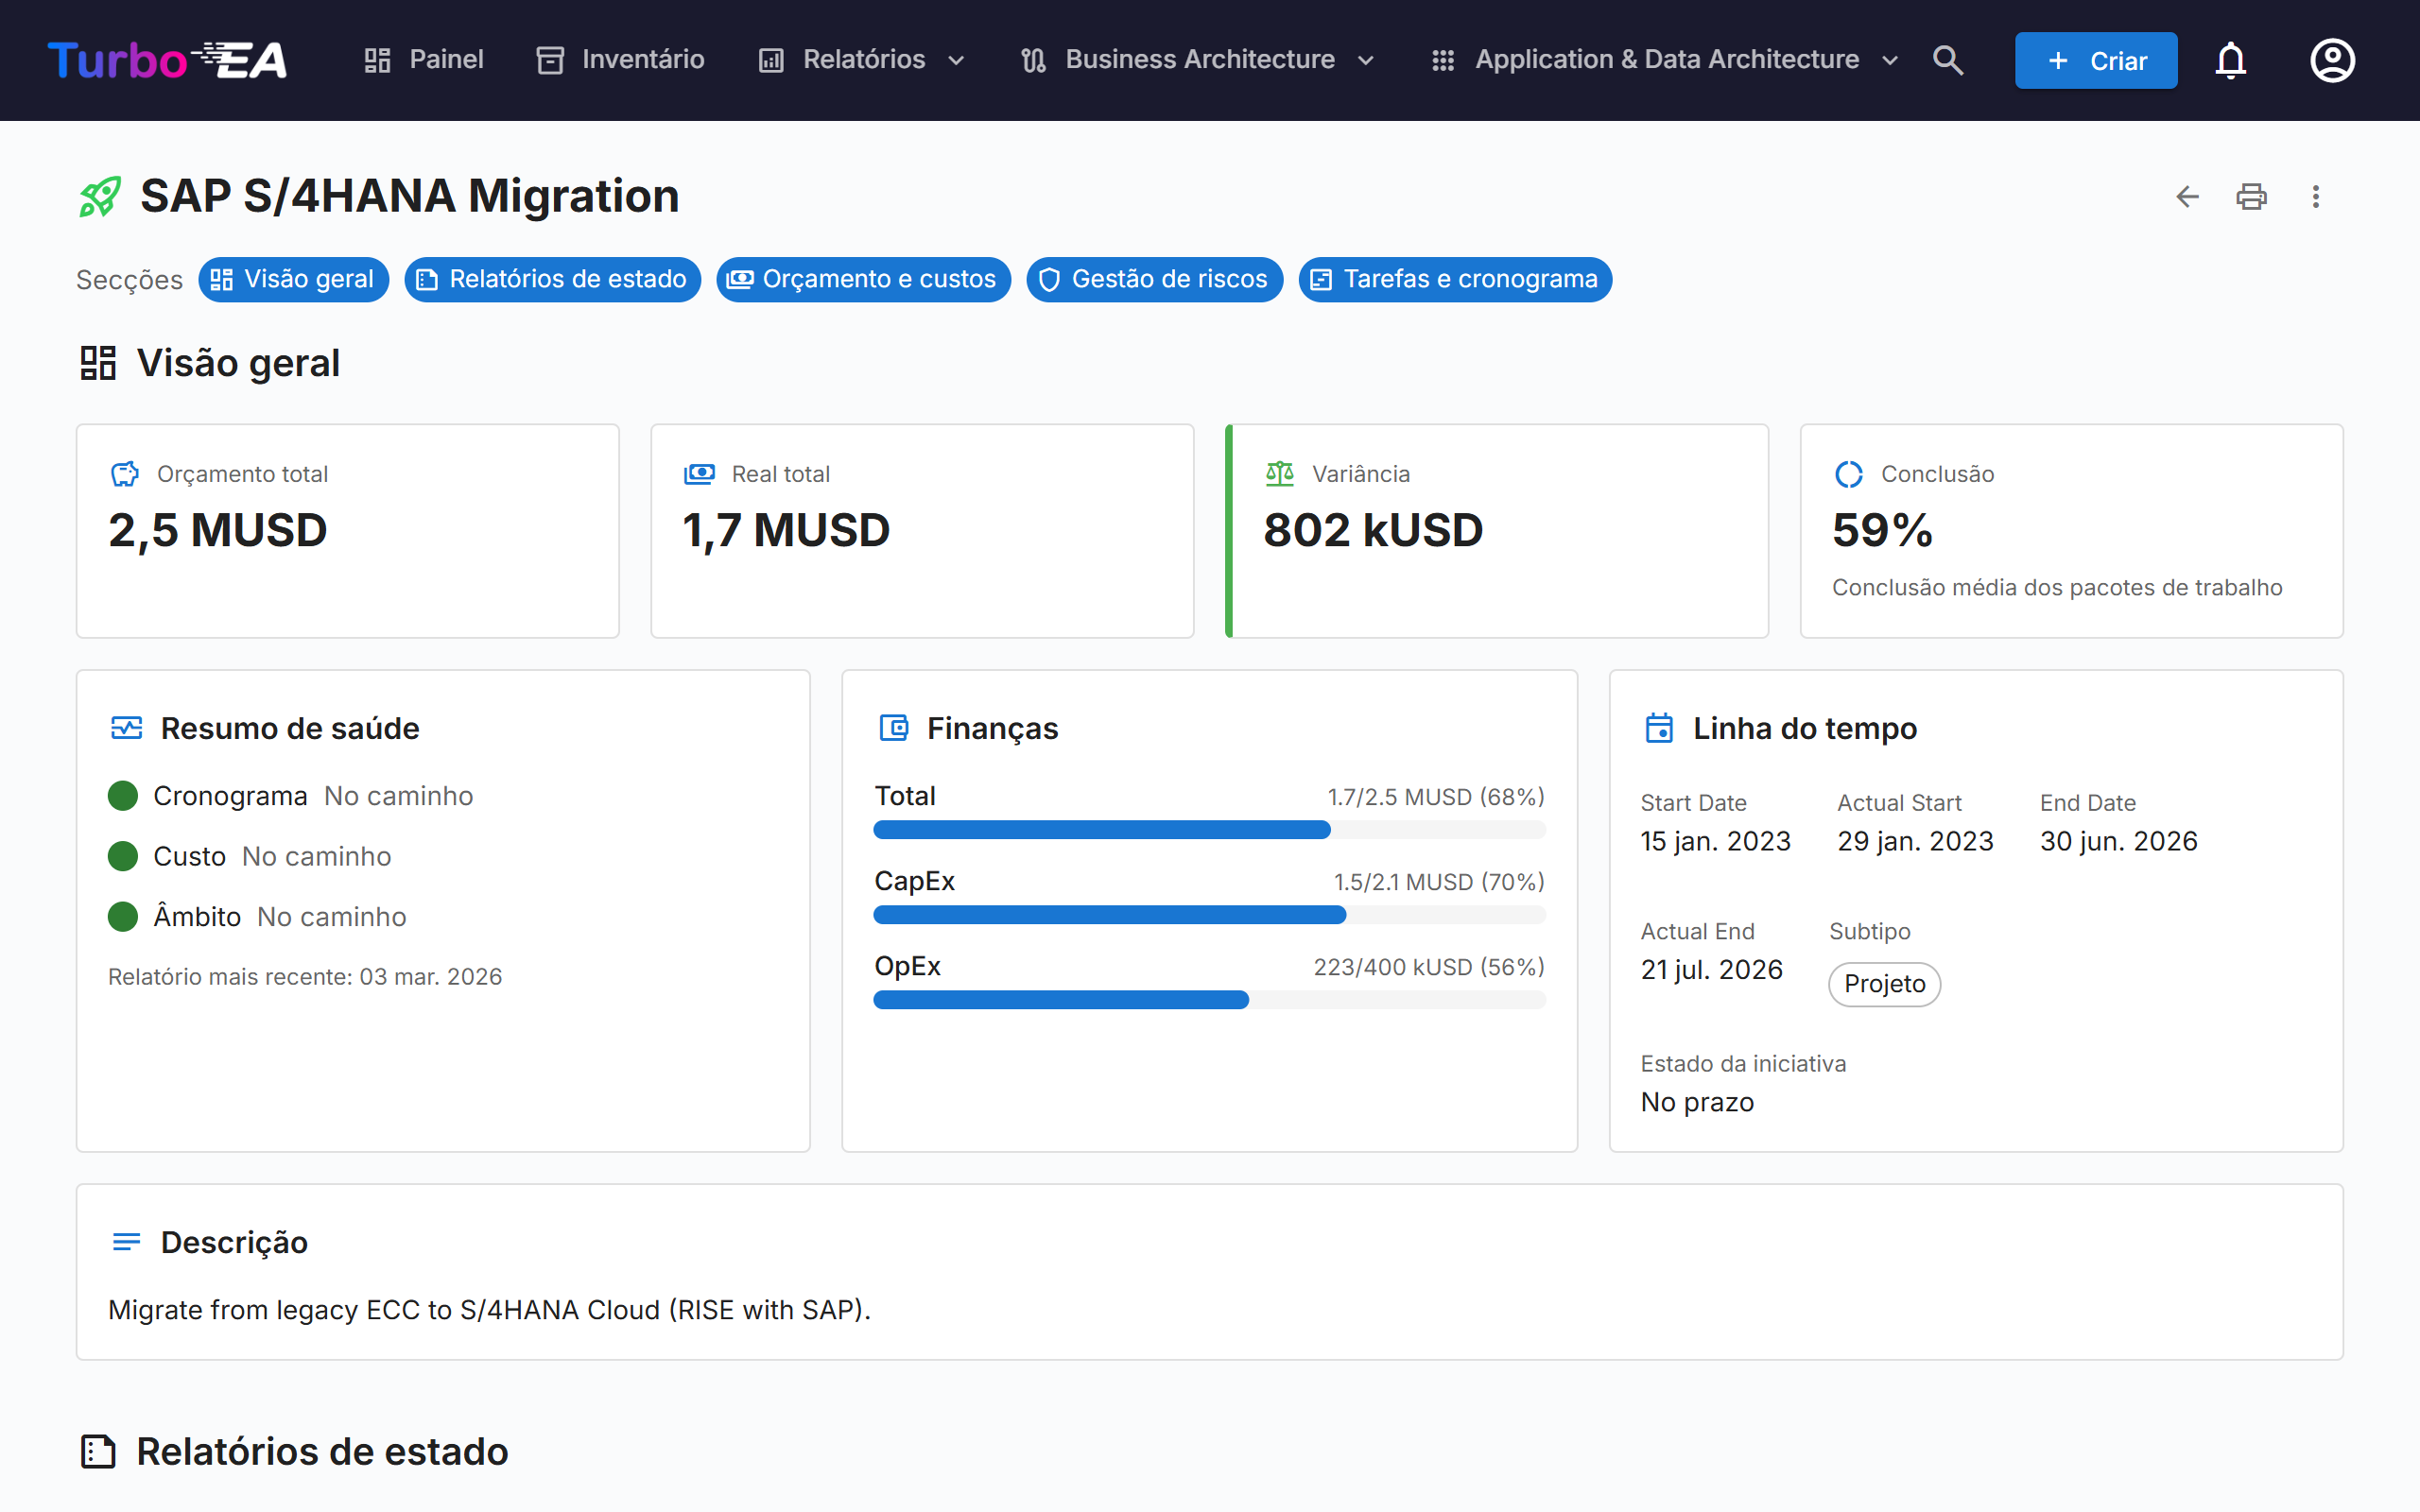 Turbo EA
Painel
Inventário
Relatórios
Business Architecture
Application & Data Architecture
+ Criar
SAP S/4HANA Migration
Secções
Visão geral
Relatórios de estado
Orçamento e custos
Gestão de riscos
Tarefas e cronograma
Visão geral
Orçamento total
2,5 MUSD
Real total
1,7 MUSD
Variância
802 kUSD
Conclusão
59%
Conclusão média dos pacotes de trabalho
Resumo de saúde
Cronograma No caminho
Custo No caminho
Âmbito No caminho
Relatório mais recente: 03 mar. 2026
Finanças
Total 1.7/2.5 MUSD (68%)
CapEx 1.5/2.1 MUSD (70%)
OpEx 223/400 kUSD (56%)
Linha do tempo
Start Date
15 jan. 2023
Actual Start
29 jan. 2023
End Date
30 jun. 2026
Actual End
21 jul. 2026
Subtipo
Projeto
Estado da iniciativa
No prazo
Descrição
Migrate from legacy ECC to S/4HANA Cloud (RISE with SAP).
Relatórios de estado